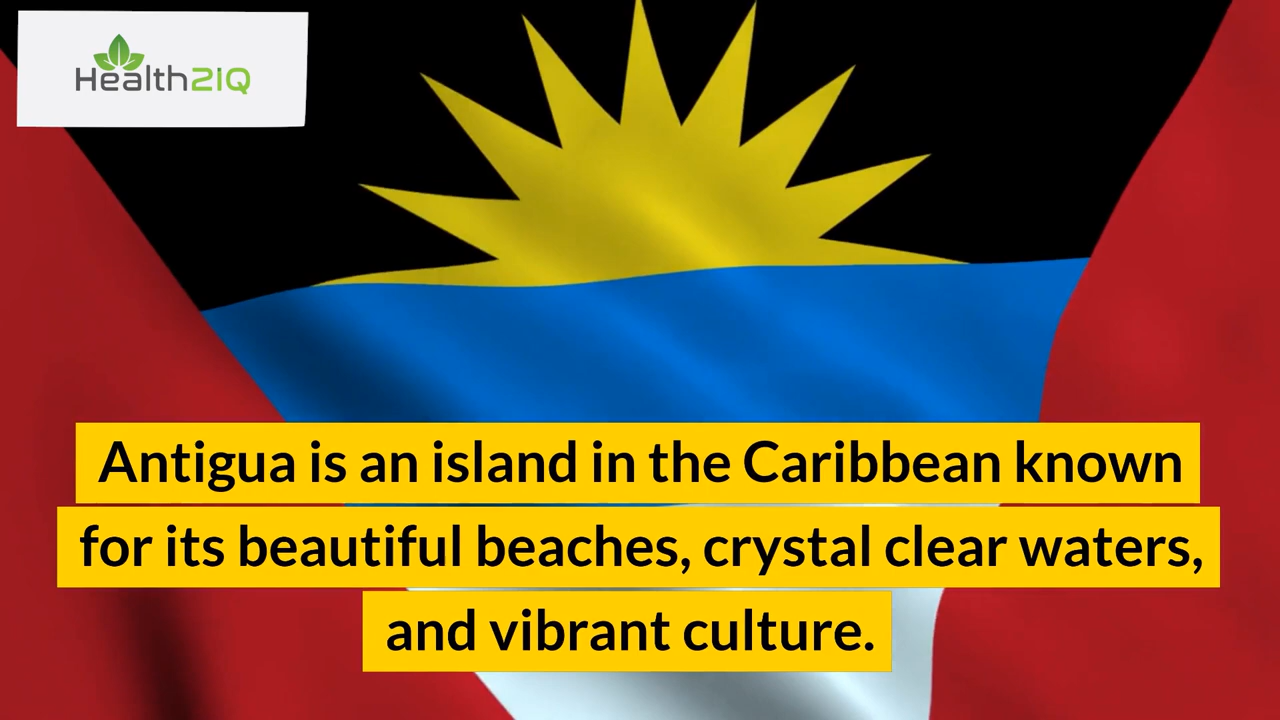 Health2iQ
Antigua is an island in the Caribbean known
for its beautiful beaches, crystal clear waters,
and vibrant culture.